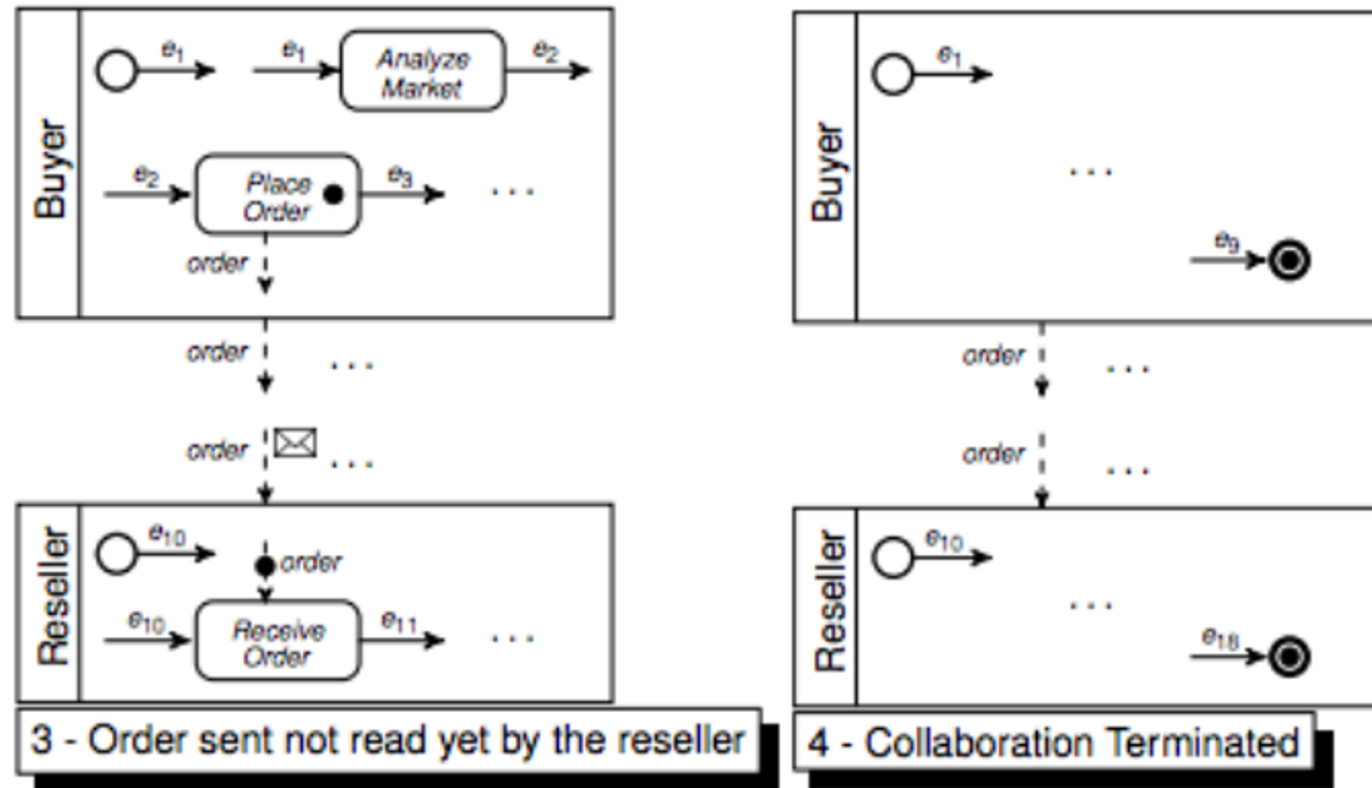 Buyer
e1
e1
Analyze
Market
e2
e2
Place
Order
e3
...
order
order
...
order
...
Reseller
e10
order
e10
Receive
Order
e11
...
3 - Order sent not read yet by the reseller
Buyer
e1
...
e9
order
...
order
...
Reseller
e10
...
e18
4 - Collaboration Terminated